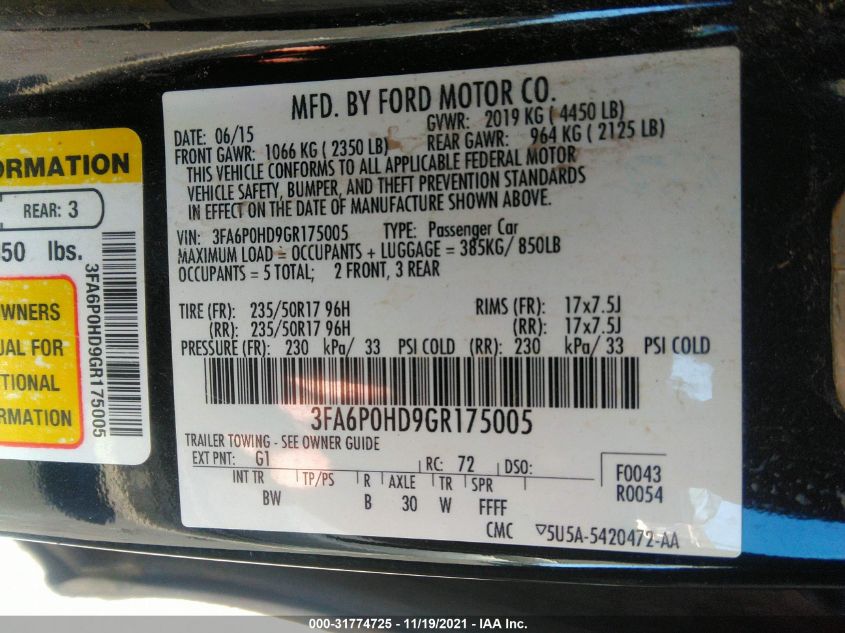 ORMATION
REAR: 3
50 lbs.
OWNERS
UAL FOR
TIONAL
RMATION
3FA6P0HD9GR175005
MFD. BY FORD MOTOR CO.
DATE: 06/15 GVWR: 2019 KG ( 4450 LB)
FRONT GAWR: 1066 KG ( 2350 LB) REAR GAWR: 964 KG ( 2125 LB)
THIS VEHICLE CONFORMS TO ALL APPLICABLE FEDERAL MOTOR
VEHICLE SAFETY, BUMPER, AND THEFT PREVENTION STANDARDS
IN EFFECT ON THE DATE OF MANUFACTURE SHOWN ABOVE.
VIN: 3FA6P0HD9GR175005 TYPE: Passenger Car
MAXIMUM LOAD = OCCUPANTS + LUGGAGE = 385KG/ 850LB
OCCUPANTS = 5 TOTAL; 2 FRONT, 3 REAR
TIRE (FR): 235/50R17 96H RIMS (FR): 17x7.5J
(RR): 235/50R17 96H (RR): 17x7.5J
PRESSURE (FR): 230 kPa/ 33 PSI COLD (RR): 230 kPa/ 33 PSI COLD
3FA6P0HD9GR175005
TRAILER TOWING - SEE OWNER GUIDE
EXT PNT: G1 RC: 72 DSO: F0043
INT TR TP/PS R AXLE TR SPR R0054
BW B 30 W FFFF
CMC ▽5U5A-5420472-AA
000-31774725 - 11/19/2021 - IAA Inc.